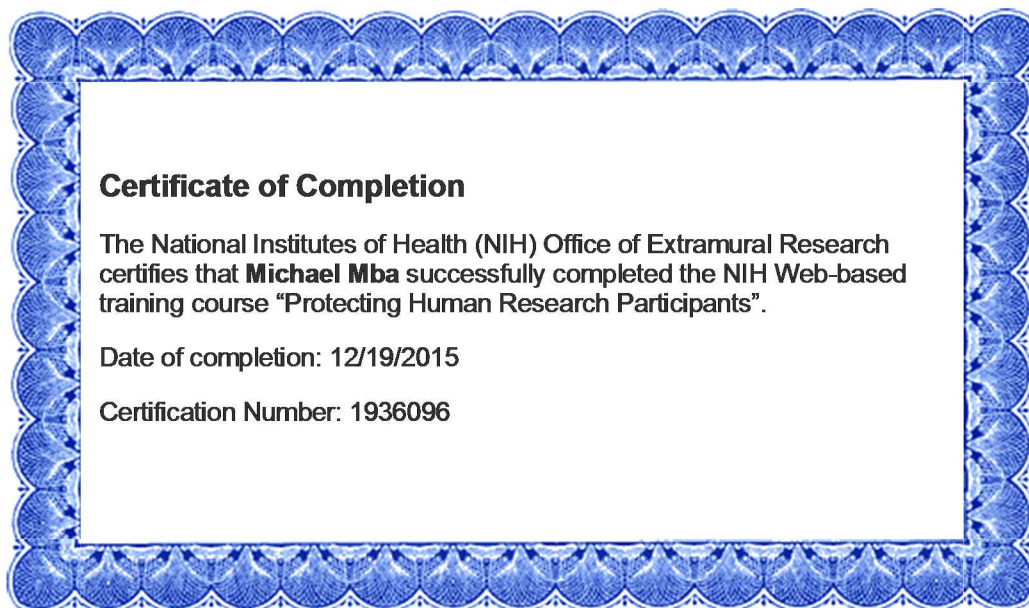 Certificate of Completion
The National Institutes of Health (NIH) Office of Extramural Research
certifies that Michael Mba successfully completed the NIH Web-based
training course “Protecting Human Research Participants”.
Date of completion: 12/19/2015
Certification Number: 1936096